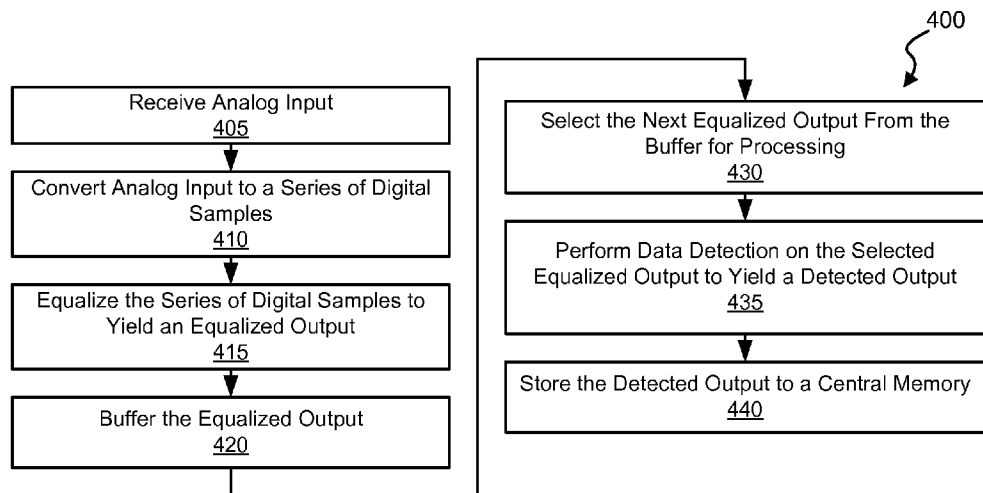 400
Receive Analog Input
405
Convert Analog Input to a Series of Digital
Samples
410
Equalize the Series of Digital Samples to
Yield an Equalized Output
415
Buffer the Equalized Output
420
Select the Next Equalized Output From the
Buffer for Processing
430
Perform Data Detection on the Selected
Equalized Output to Yield a Detected Output
435
Store the Detected Output to a Central Memory
440